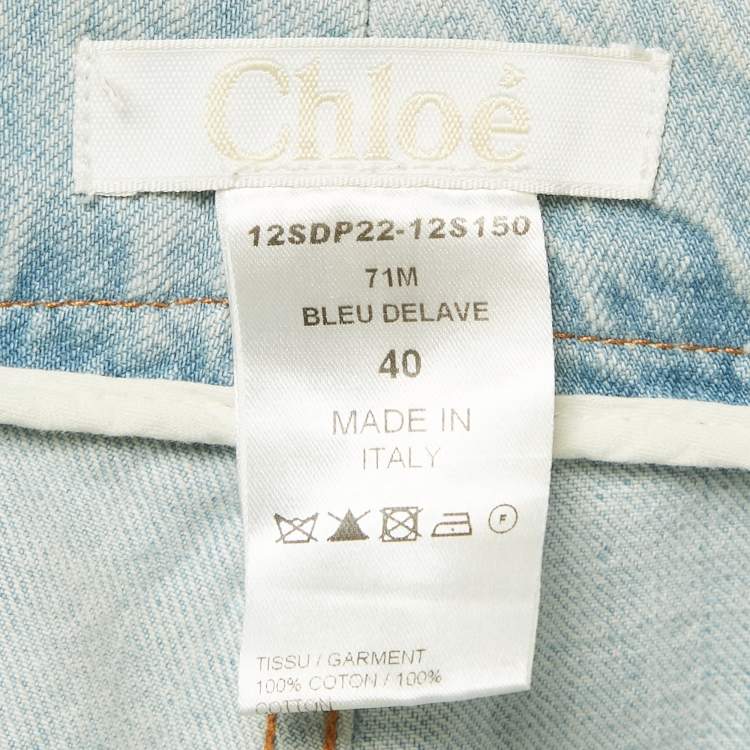 Chloé
12SDP22-12S150
71M
BLEU DELAVE
40
MADE IN
ITALY
F
TISSU / GARMENT
100% COTON / 100%
COTTON